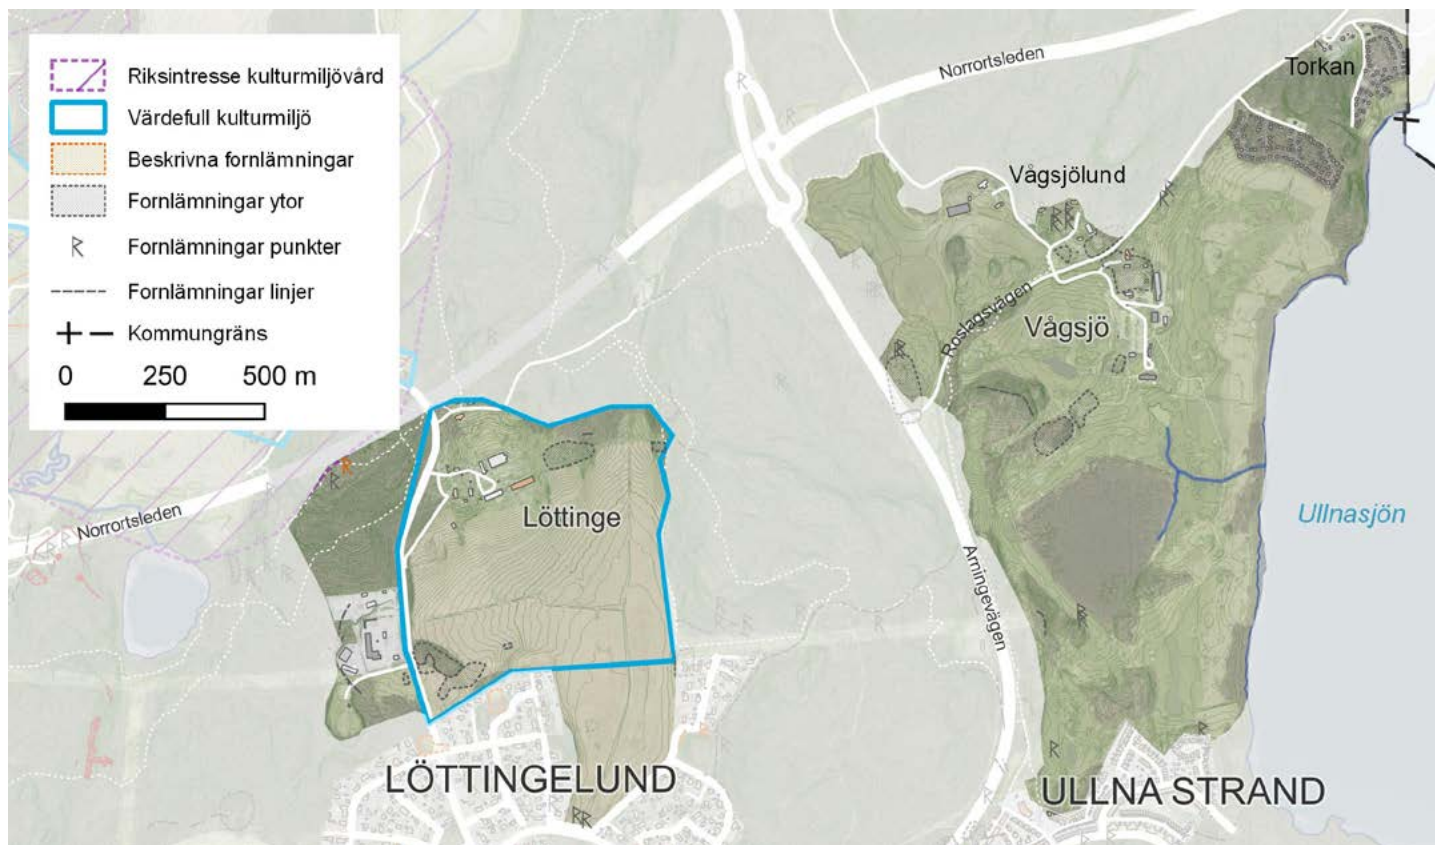 Riksintresse kulturmiljövård
Värdefull kulturmiljö
Beskrivna fornlämningar
Fornlämningar ytor
Fornlämningar punkter
Fornlämningar linjer
Kommungräns
0 250 500 m
Norrortsleden
Torkan
Vågsjölund
Roslagsvägen
Vågsjö
Löttinge
Norrortsleden
Ullnasjön
Arningevägen
LÖTTINGELUND
ULLNA STRAND